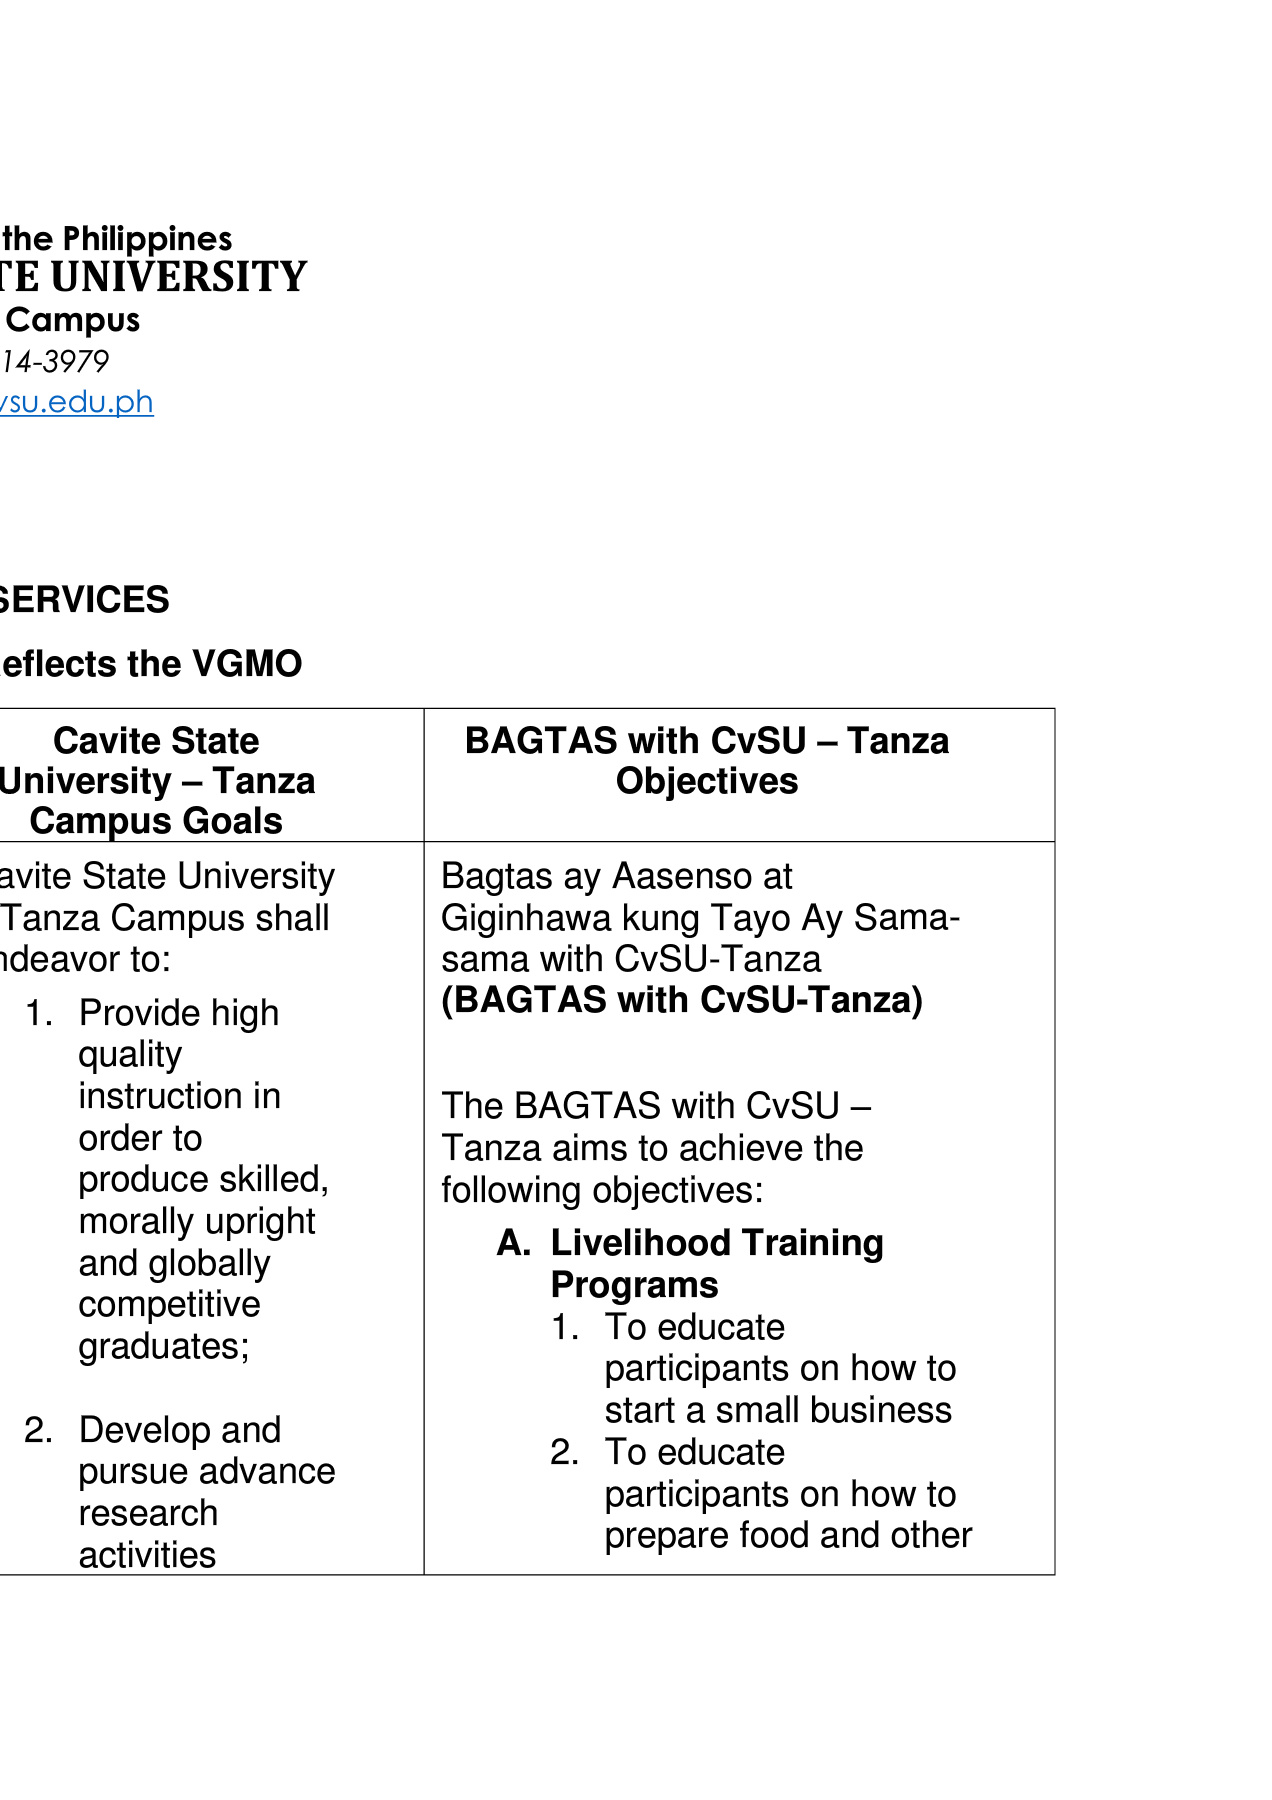 the Philippines
TE UNIVERSITY
Campus
14-3979
vsu.edu.ph
SERVICES
eflects the VGMO
Cavite State
University – Tanza
Campus Goals
avite State University
Tanza Campus shall
ndeavor to:
1. Provide high
quality
instruction in
order to
produce skilled,
morally upright
and globally
competitive
graduates;
2. Develop and
pursue advance
research
activities
BAGTAS with CvSU – Tanza
Objectives
Bagtas ay Aasenso at
Giginhawa kung Tayo Ay Sama-
sama with CvSU-Tanza
(BAGTAS with CvSU-Tanza)
The BAGTAS with CvSU –
Tanza aims to achieve the
following objectives:
A. Livelihood Training
Programs
1. To educate
participants on how to
start a small business
2. To educate
participants on how to
prepare food and other